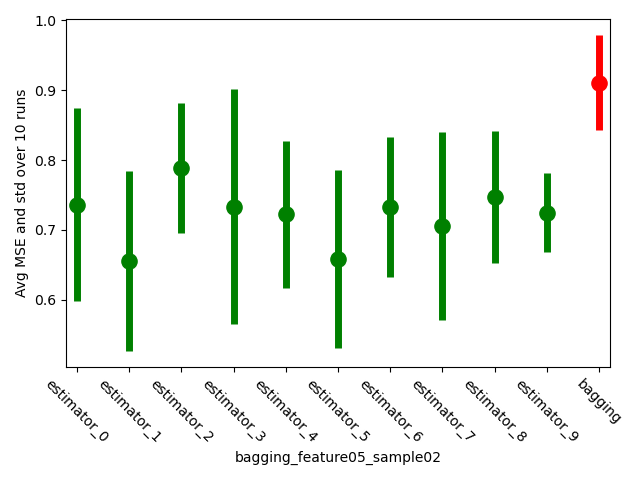 1.0
0.9
0.8
0.7
0.6
Avg MSE and std over 10 runs
estimator_0
estimator_1
estimator_2
estimator_3
estimator_4
estimator_5
estimator_6
estimator_7
estimator_8
estimator_9
bagging
bagging_feature05_sample02